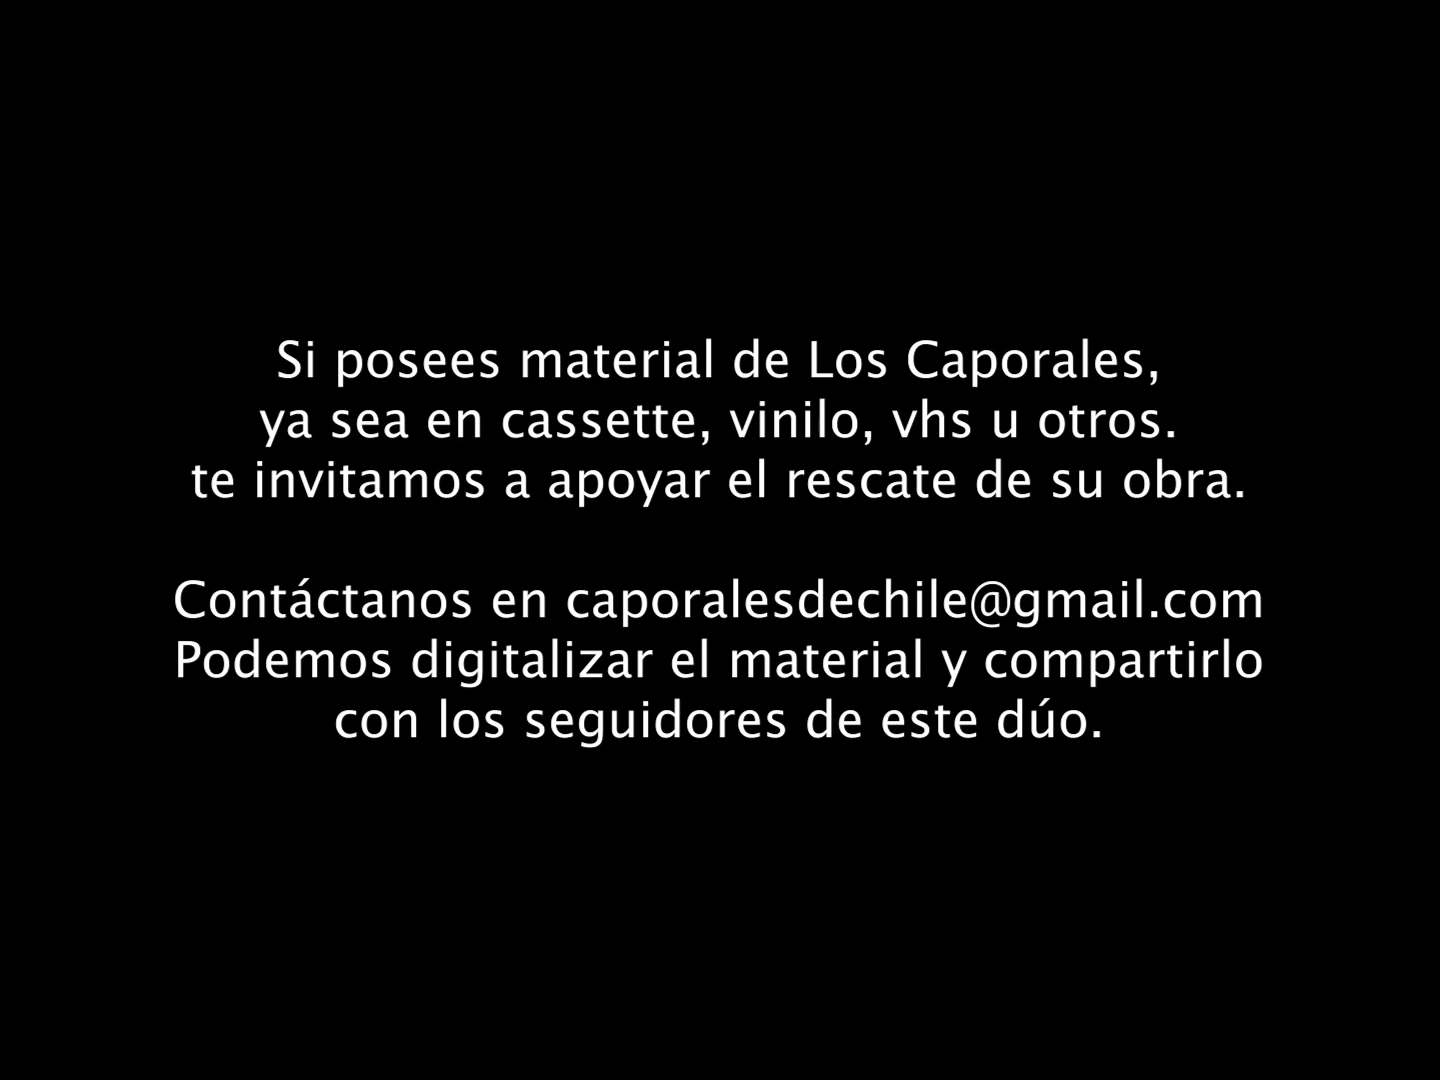 Si posees material de Los Caporales,
ya sea en cassette, vinilo, vhs u otros.
te invitamos a apoyar el rescate de su obra.
Contáctanos en caporalesdechile@gmail.com
Podemos digitalizar el material y compartirlo
con los seguidores de este dúo.